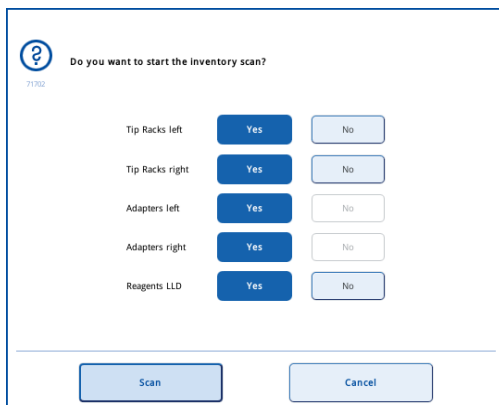 Do you want to start the inventory scan?
71702
Tip Racks left Yes No
Tip Racks right Yes No
Adapters left Yes No
Adapters right Yes No
Reagents LLD Yes No
Scan Cancel